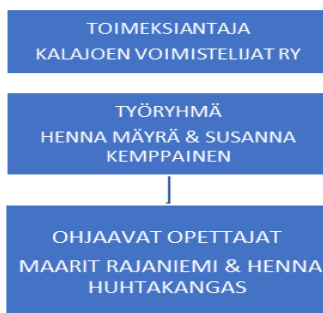 TOIMEKSIANTAJA
KALAJOEN VOIMISTELIJAT RY
TYÖRYHMÄ
HENNA MÄYRÄ & SUSANNA
KEMPPAINEN
OHJAAVAT OPETTAJAT
MAARIT RAJANIEMI & HENNA
HUHTAKANGAS